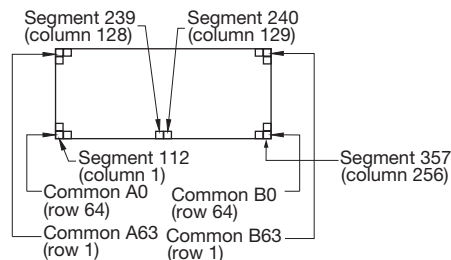 Segment 239
(column 128)
Segment 240
(column 129)
Segment 112
(column 1)
Segment 357
(column 256)
Common A0
(row 64)
Common B0
(row 64)
Common A63
(row 1)
Common B63
(row 1)